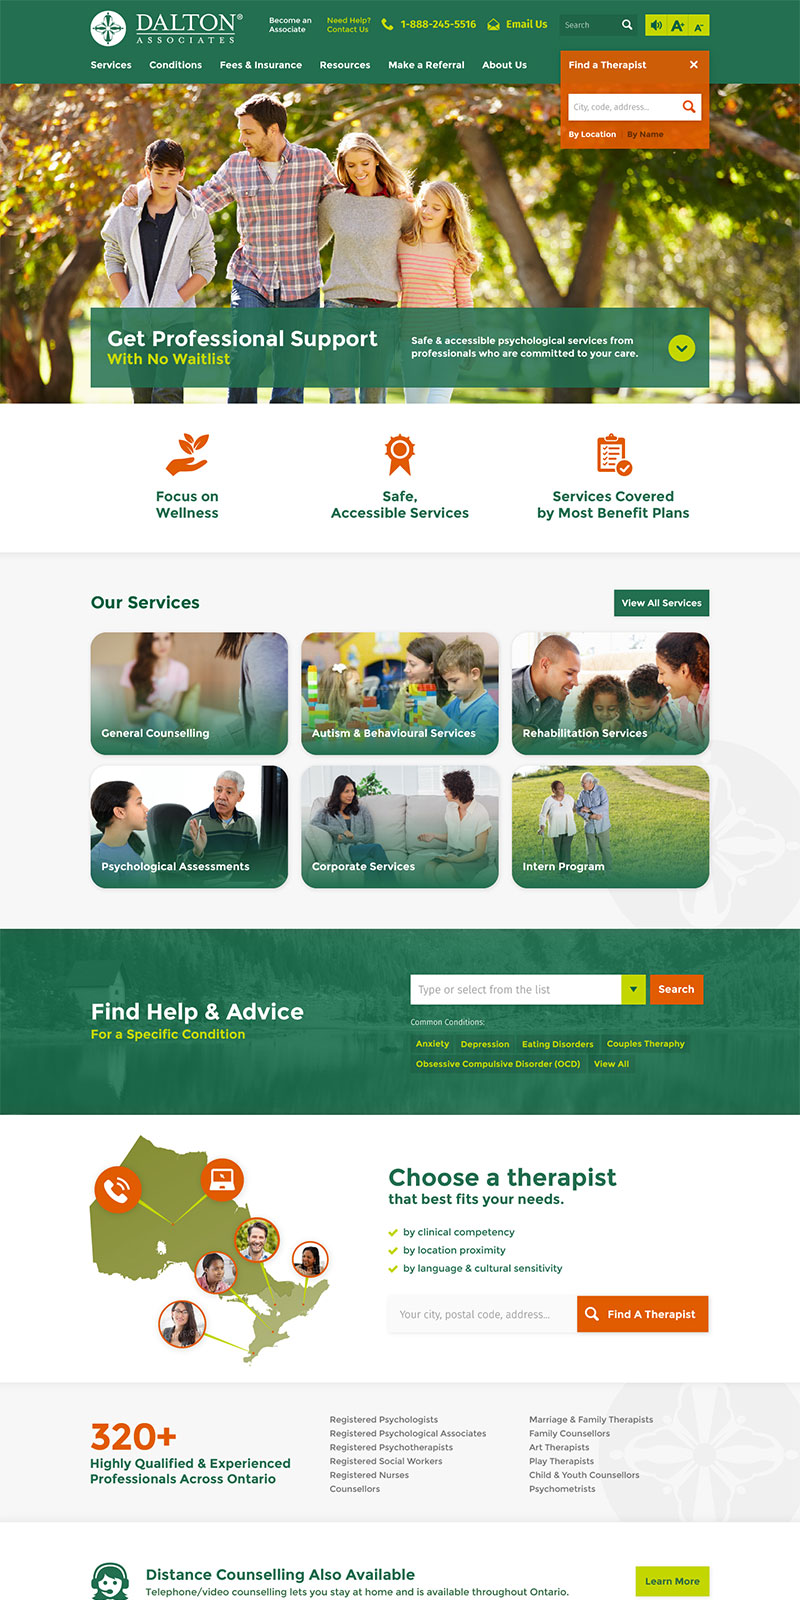 DALTON®
ASSOCIATES
Become an
Associate
Need Help?
Contact Us
1-888-245-5516
Email Us
Search
A+
A-
Services
Conditions
Fees & Insurance
Resources
Make a Referral
About Us
Find a Therapist
City, code, address...
By Location
By Name
Get Professional Support
With No Waitlist
Safe & accessible psychological services from
professionals who are committed to your care.
Focus on
Wellness
Safe,
Accessible Services
Services Covered
by Most Benefit Plans
Our Services
View All Services
General Counselling
Autism & Behavioural Services
Rehabilitation Services
Psychological Assessments
Corporate Services
Intern Program
Find Help & Advice
For a Specific Condition
Type or select from the list
Search
Common Conditions:
Anxiety
Depression
Eating Disorders
Couples Theraphy
Obsessive Compulsive Disorder (OCD)
View All
Choose a therapist
that best fits your needs.
by clinical competency
by location proximity
by language & cultural sensitivity
Your city, postal code, address...
Find A Therapist
320+
Highly Qualified & Experienced
Professionals Across Ontario
Registered Psychologists
Registered Psychological Associates
Registered Psychotherapists
Registered Social Workers
Registered Nurses
Counsellors
Marriage & Family Therapists
Family Counsellors
Art Therapists
Play Therapists
Child & Youth Counsellors
Psychometrists
Distance Counselling Also Available
Telephone/video counselling lets you stay at home and is available throughout Ontario.
Learn More